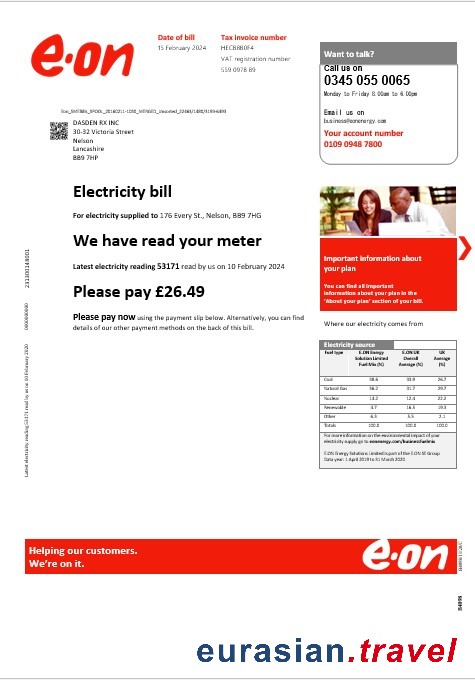 e·on
Date of bill
15 February 2024
Tax invoice number
HECB8B0F4
VAT registration number
559 0978 89
Want to talk?
Call us on
0345 055 0065
Monday to Friday 8.00am to 6.00pm
Email us on
business@eonenergy.com
Your account number
0109 0948 7800
DASDEN RX INC
30-32 Victoria Street
Nelson
Lancashire
BB9 7HP
Electricity bill
For electricity supplied to 176 Every St., Nelson, BB9 7HG
We have read your meter
Latest electricity reading 53171 read by us on 10 February 2024
Please pay £26.49
Please pay now using the payment slip below. Alternatively, you can find
details of our other payment methods on the back of this bill.
Important information about
your plan
You can find all important
information about your plan in the
'About your plan' section of your bill.
Where our electricity comes from
Electricity source
Fuel type E.ON Energy Solution Limited Fuel Mix (%) E.ON UK Overall Average (%) UK Average (%)
Coal 38.6 33.9 26.7
Natural Gas 36.2 31.7 29.7
Nuclear 14.2 12.4 22.2
Renewable 4.7 16.5 19.3
Other 6.3 5.5 2.1
Totals 100.0 100.0 100.0
For more information on the environmental impact of your
electricity supply go to eonenergy.com/businessfuelmix
E.ON Energy Solutions Limited is part of the E.ON SE Group
Data year: 1 April 2019 to 31 March 2020
Latest electricity reading 53171 read by us on 10 February 2020
Helping our customers.
We're on it.
e·on
eurasian.travel